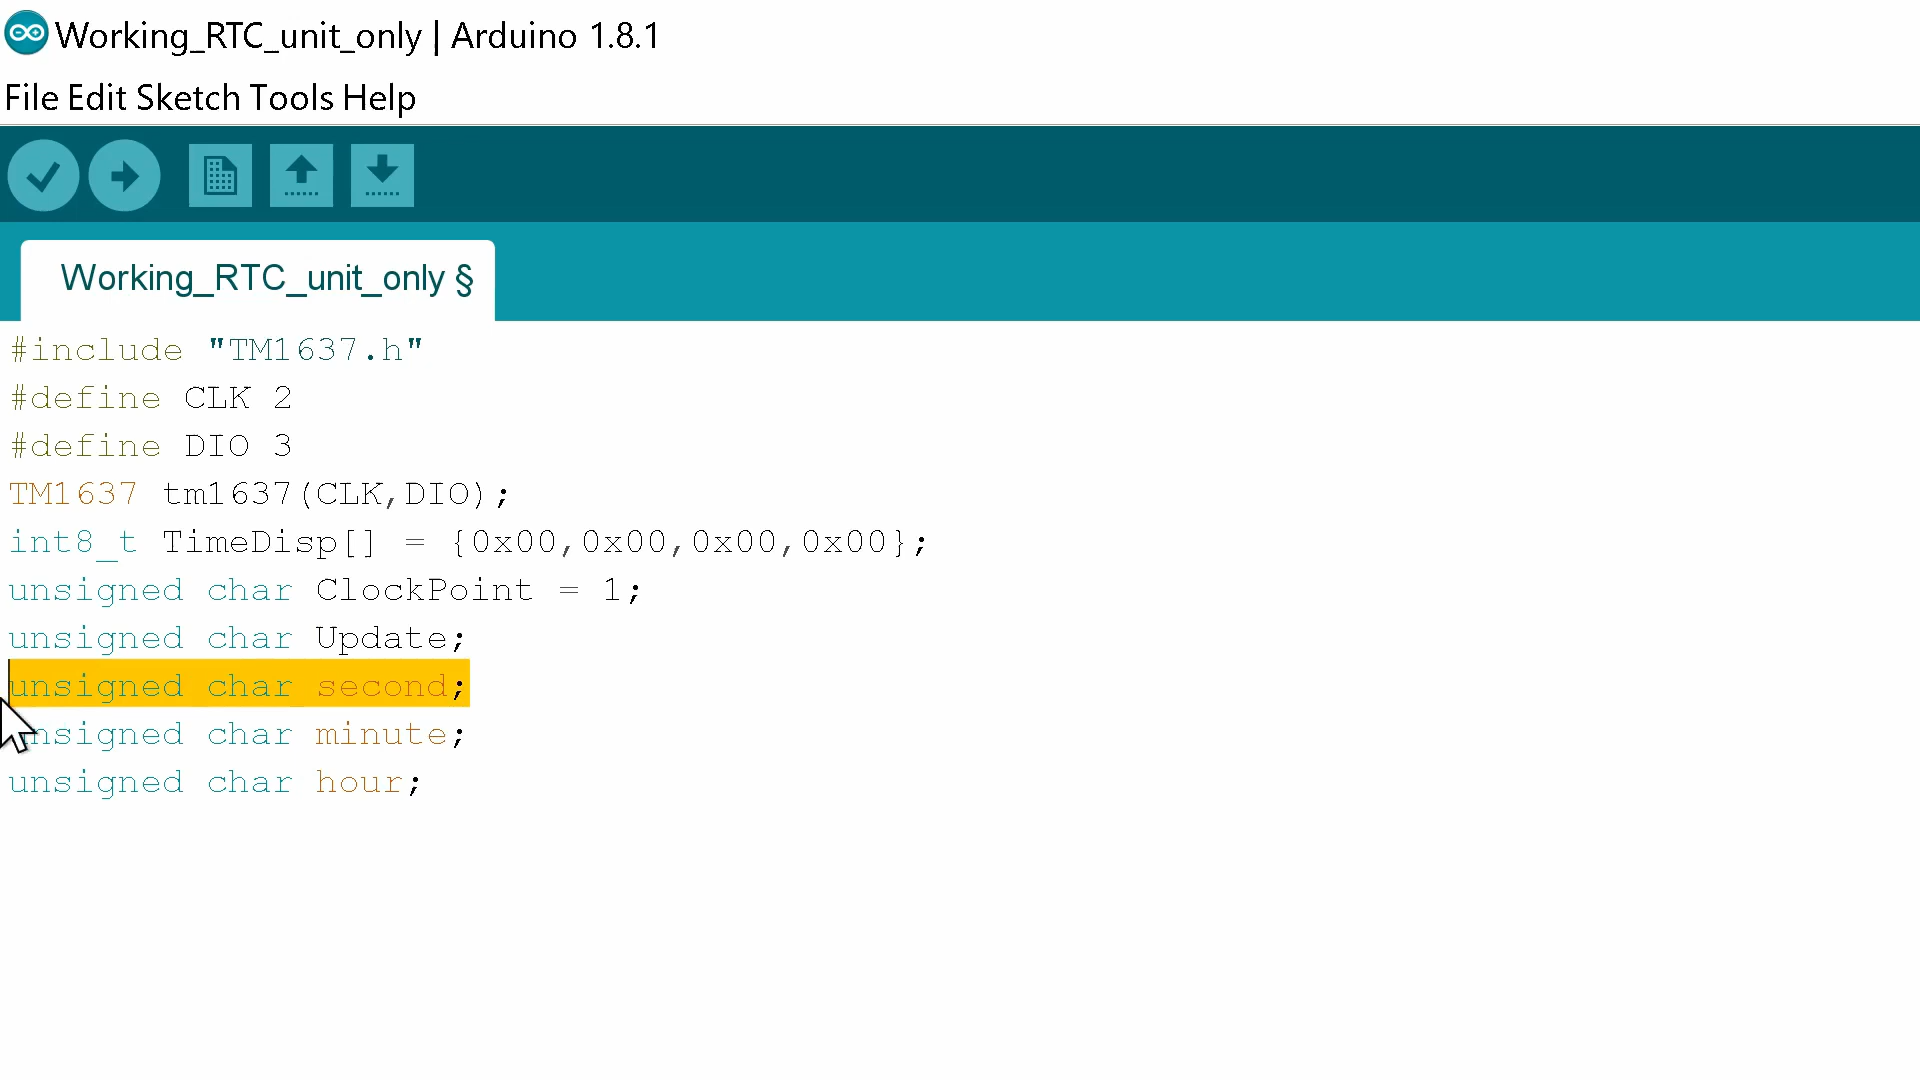 Working_RTC_unit_only | Arduino 1.8.1
File Edit Sketch Tools Help
Working_RTC_unit_only §
#include "TM1637.h"
#define CLK 2
#define DIO 3
TM1637 tm1637(CLK,DIO);
int8_t TimeDisp[] = {0x00,0x00,0x00,0x00};
unsigned char ClockPoint = 1;
unsigned char Update;
unsigned char second;
unsigned char minute;
unsigned char hour;